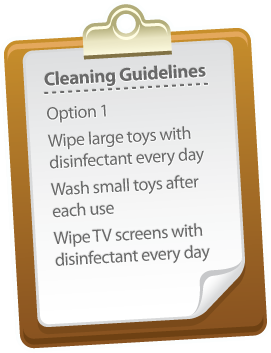 Cleaning Guidelines
Option 1
Wipe large toys with
disinfectant every day
Wash small toys after
each use
Wipe TV screens with
disinfectant every day